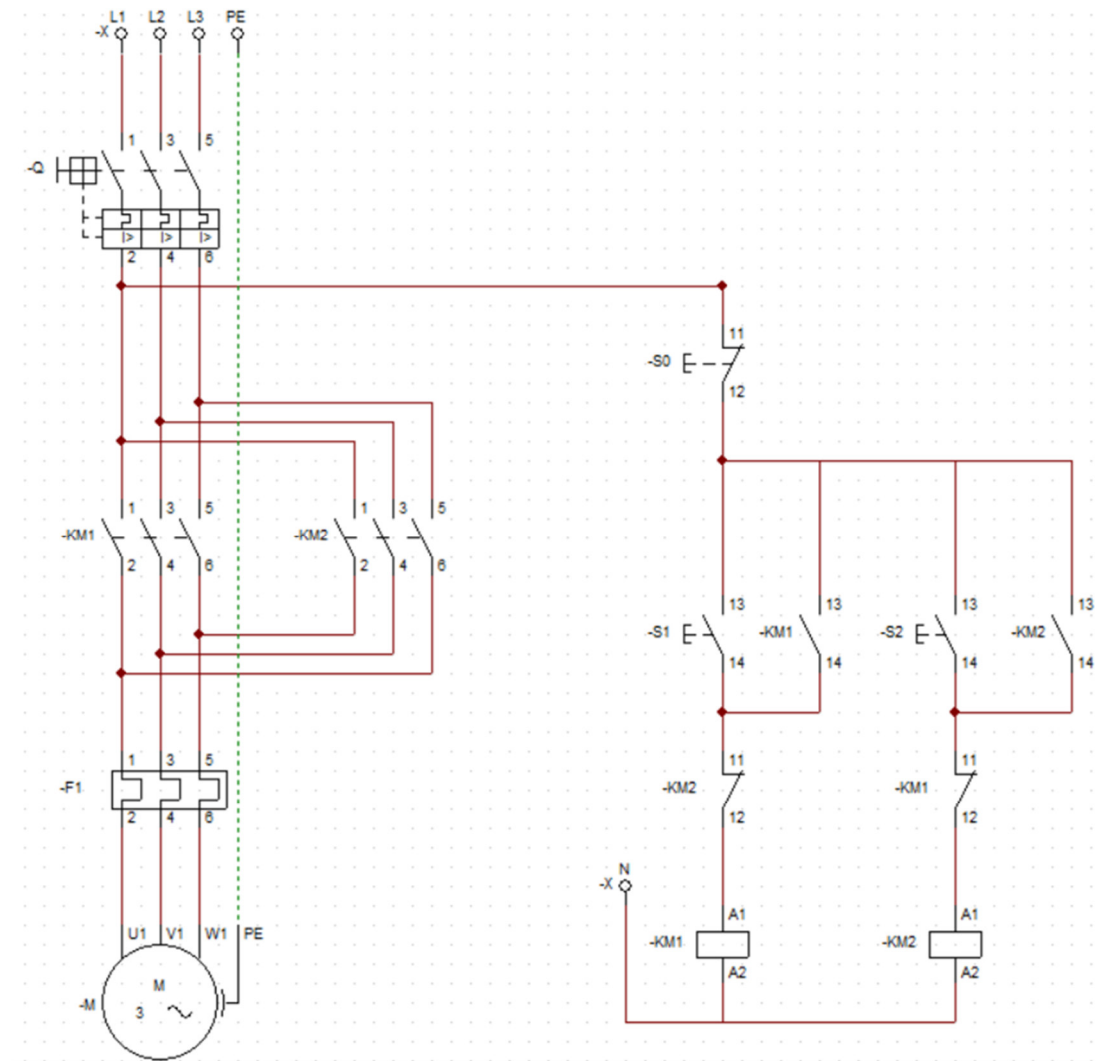 L1 L2 L3 PE
-X
1 3 5
-Q
I> I> I>
2 4 6
11
-S0
12
1 3 5 1 3 5
-KM1 -KM2
2 4 6 2 4 6
13 13 13 13
-S1 -KM1 -S2 -KM2
14 14 14 14
1 3 5 11 11
-F1 -KM2 -KM1
2 4 6 12 12
N
-X
U1 V1 W1 PE A1 A1
-KM1 -KM2
A2 A2
M
-M
3